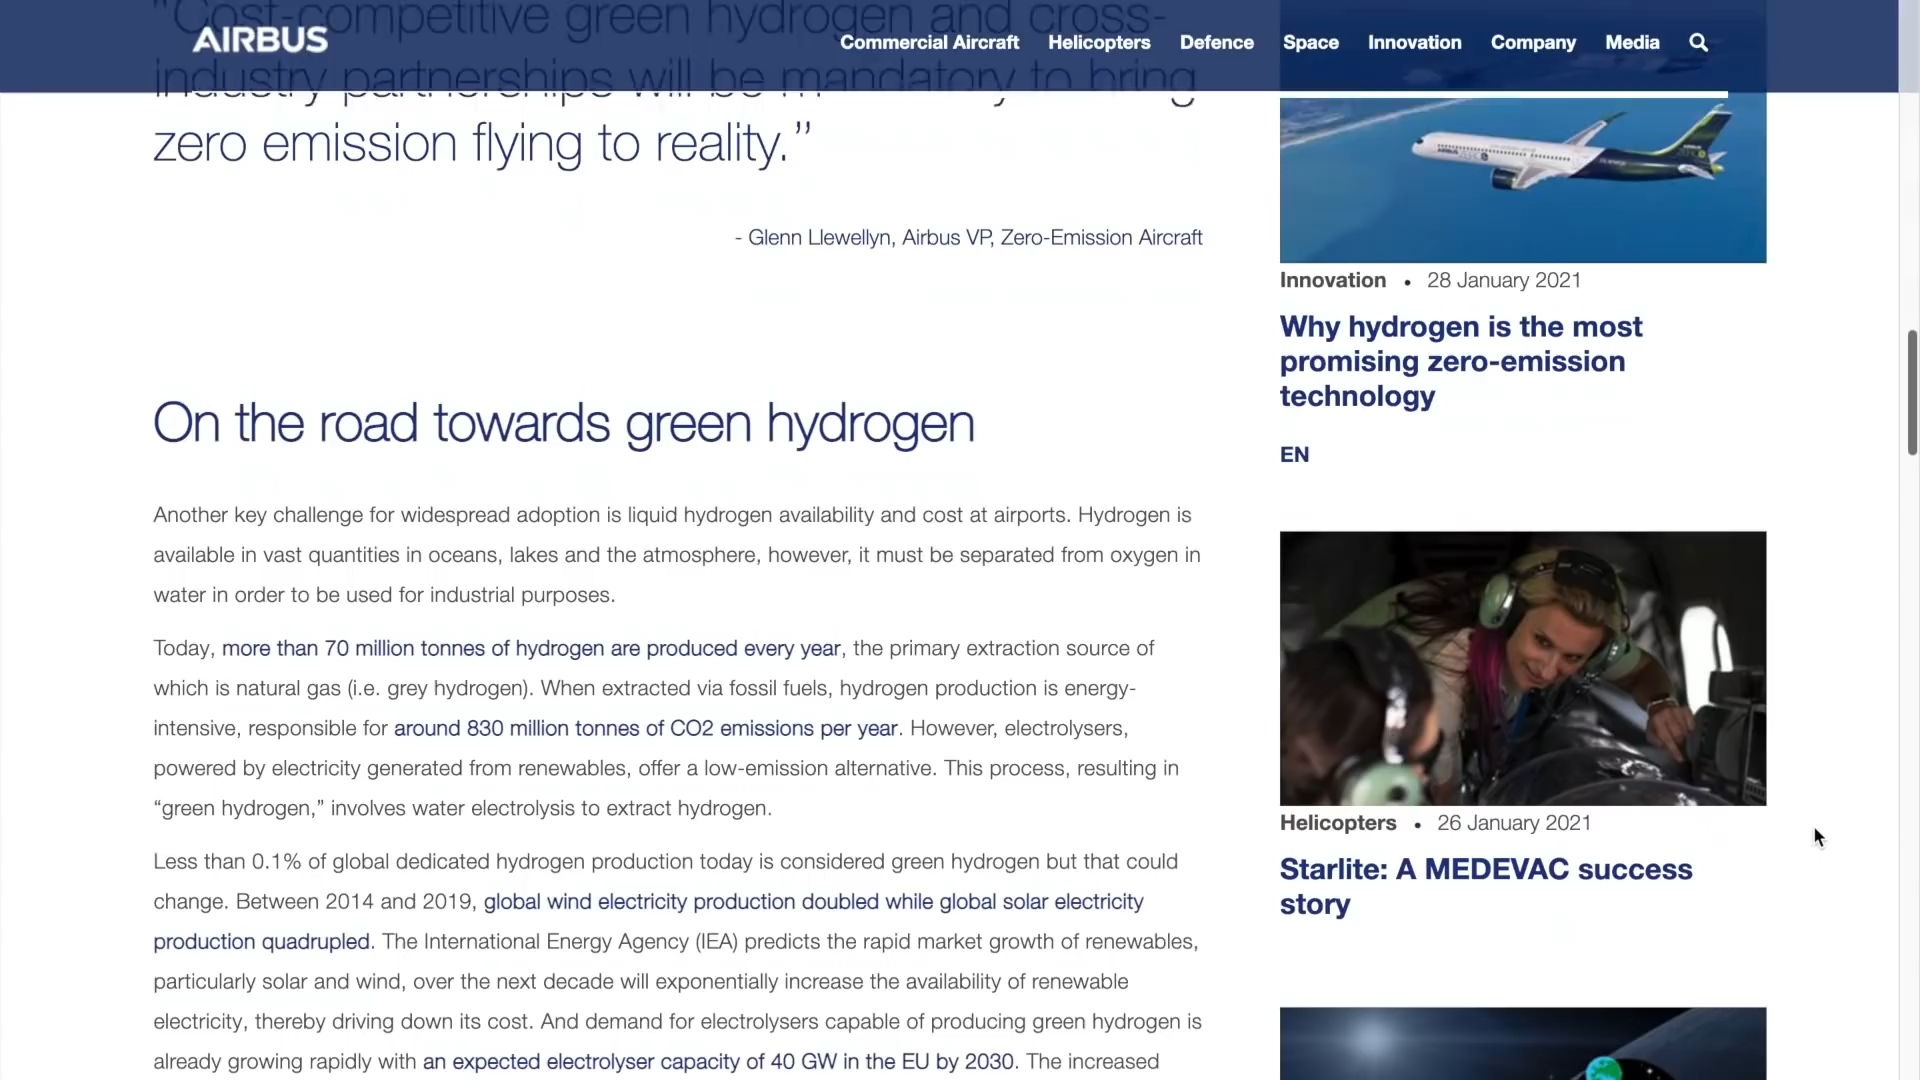 "Cost-competitive green hydrogen and cross-
AIRBUS
Commercial Aircraft Helicopters Defence Space Innovation Company Media
industry partnerships will be mandatory to bring
zero emission flying to reality.”
- Glenn Llewellyn, Airbus VP, Zero-Emission Aircraft
On the road towards green hydrogen
Another key challenge for widespread adoption is liquid hydrogen availability and cost at airports. Hydrogen is
available in vast quantities in oceans, lakes and the atmosphere, however, it must be separated from oxygen in
water in order to be used for industrial purposes.
Today, more than 70 million tonnes of hydrogen are produced every year, the primary extraction source of
which is natural gas (i.e. grey hydrogen). When extracted via fossil fuels, hydrogen production is energy-
intensive, responsible for around 830 million tonnes of CO2 emissions per year. However, electrolysers,
powered by electricity generated from renewables, offer a low-emission alternative. This process, resulting in
“green hydrogen,” involves water electrolysis to extract hydrogen.
Less than 0.1% of global dedicated hydrogen production today is considered green hydrogen but that could
change. Between 2014 and 2019, global wind electricity production doubled while global solar electricity
production quadrupled. The International Energy Agency (IEA) predicts the rapid market growth of renewables,
particularly solar and wind, over the next decade will exponentially increase the availability of renewable
electricity, thereby driving down its cost. And demand for electrolysers capable of producing green hydrogen is
already growing rapidly with an expected electrolyser capacity of 40 GW in the EU by 2030. The increased
Innovation • 28 January 2021
Why hydrogen is the most
promising zero-emission
technology
EN
Helicopters • 26 January 2021
Starlite: A MEDEVAC success
story